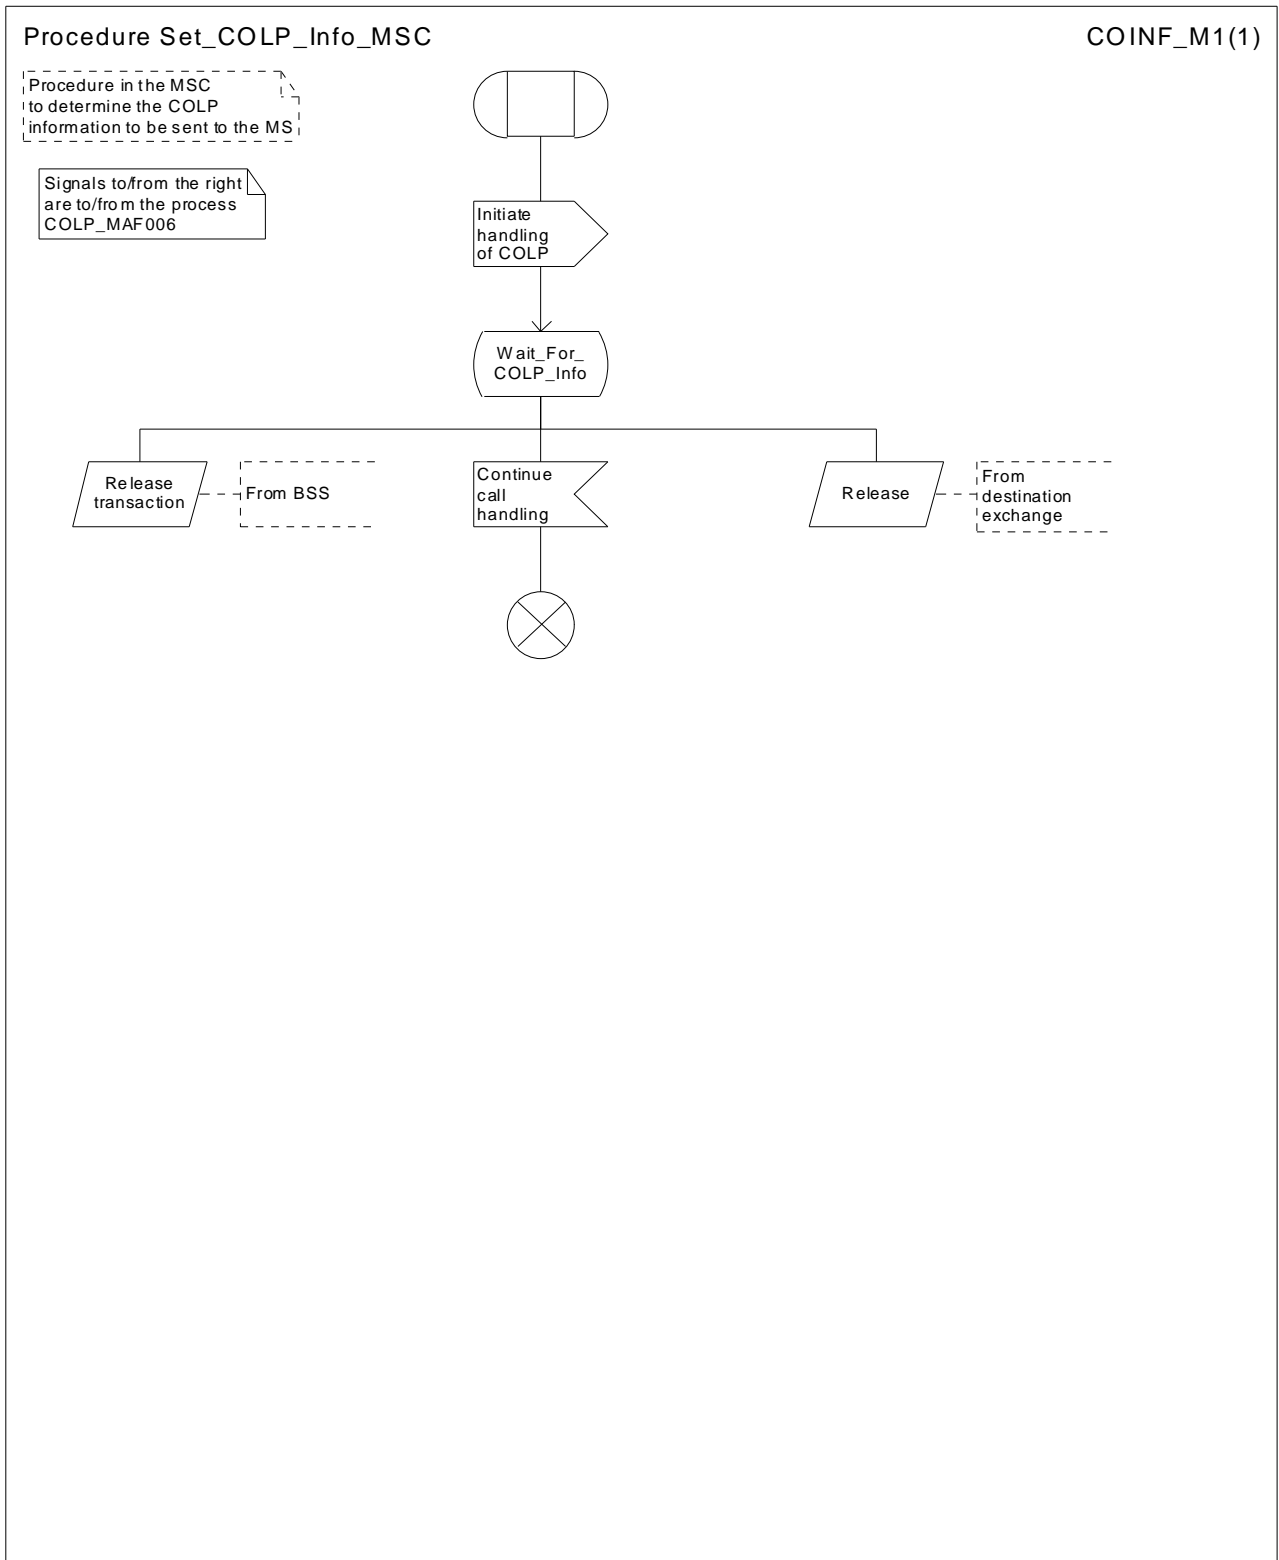 Procedure Set_COLP_Info_MSC
COINF_M1(1)
Procedure in the MSC
to determine the COLP
information to be sent to the MS
Signals to/from the right
are to/from the process
COLP_MAF006
Initiate
handling
of COLP
Wait_For_
COLP_Info
Release
transaction
From BSS
Continue
call
handling
Release
From
destination
exchange